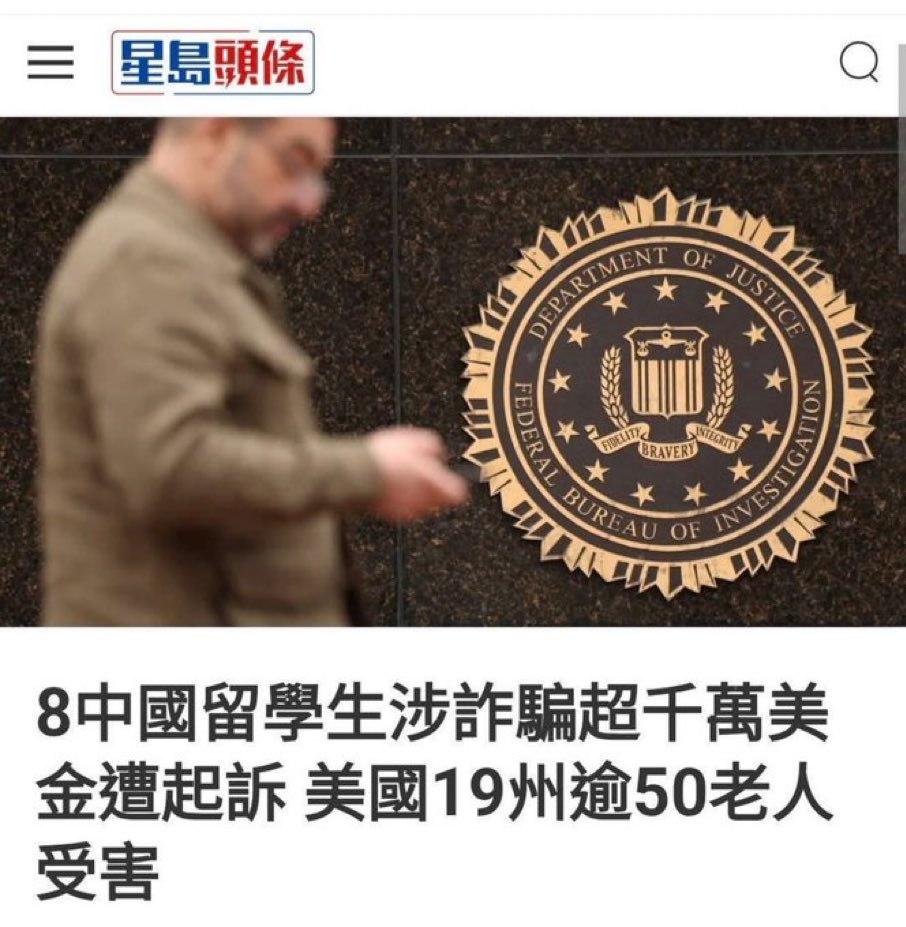 星島頭條
DEPARTMENT OF JUSTICE
FEDERAL BUREAU OF INVESTIGATION
FIDELITY
BRAVERY
INTEGRITY
8中國留學生涉詐騙超千萬美
金遭起訴 美國19州逾50老人
受害